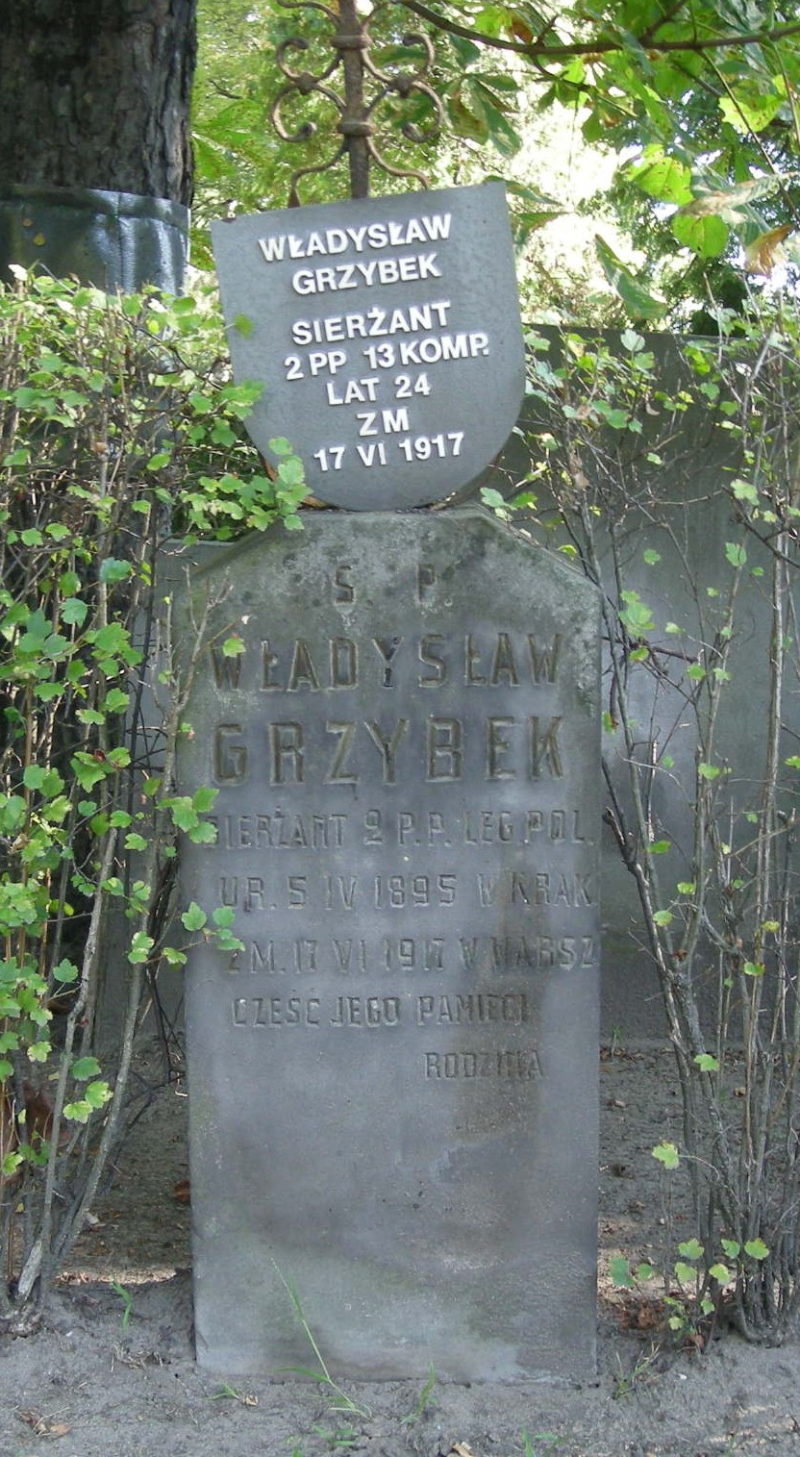 WŁADYSŁAW
GRZYBEK
SIERŻANT
2 PP 13 KOMP.
LAT 24
ZM
17 VI 1917
Ś. P.
WŁADYSŁAW
GRZYBEK
SIERŻANT 2 P.P. LEG. POL.
UR. 5 IV 1895 W KRAK
ZM. 17 VI 1917 W WARSZ
CZEŚĆ JEGO PAMIĘCI
RODZINA